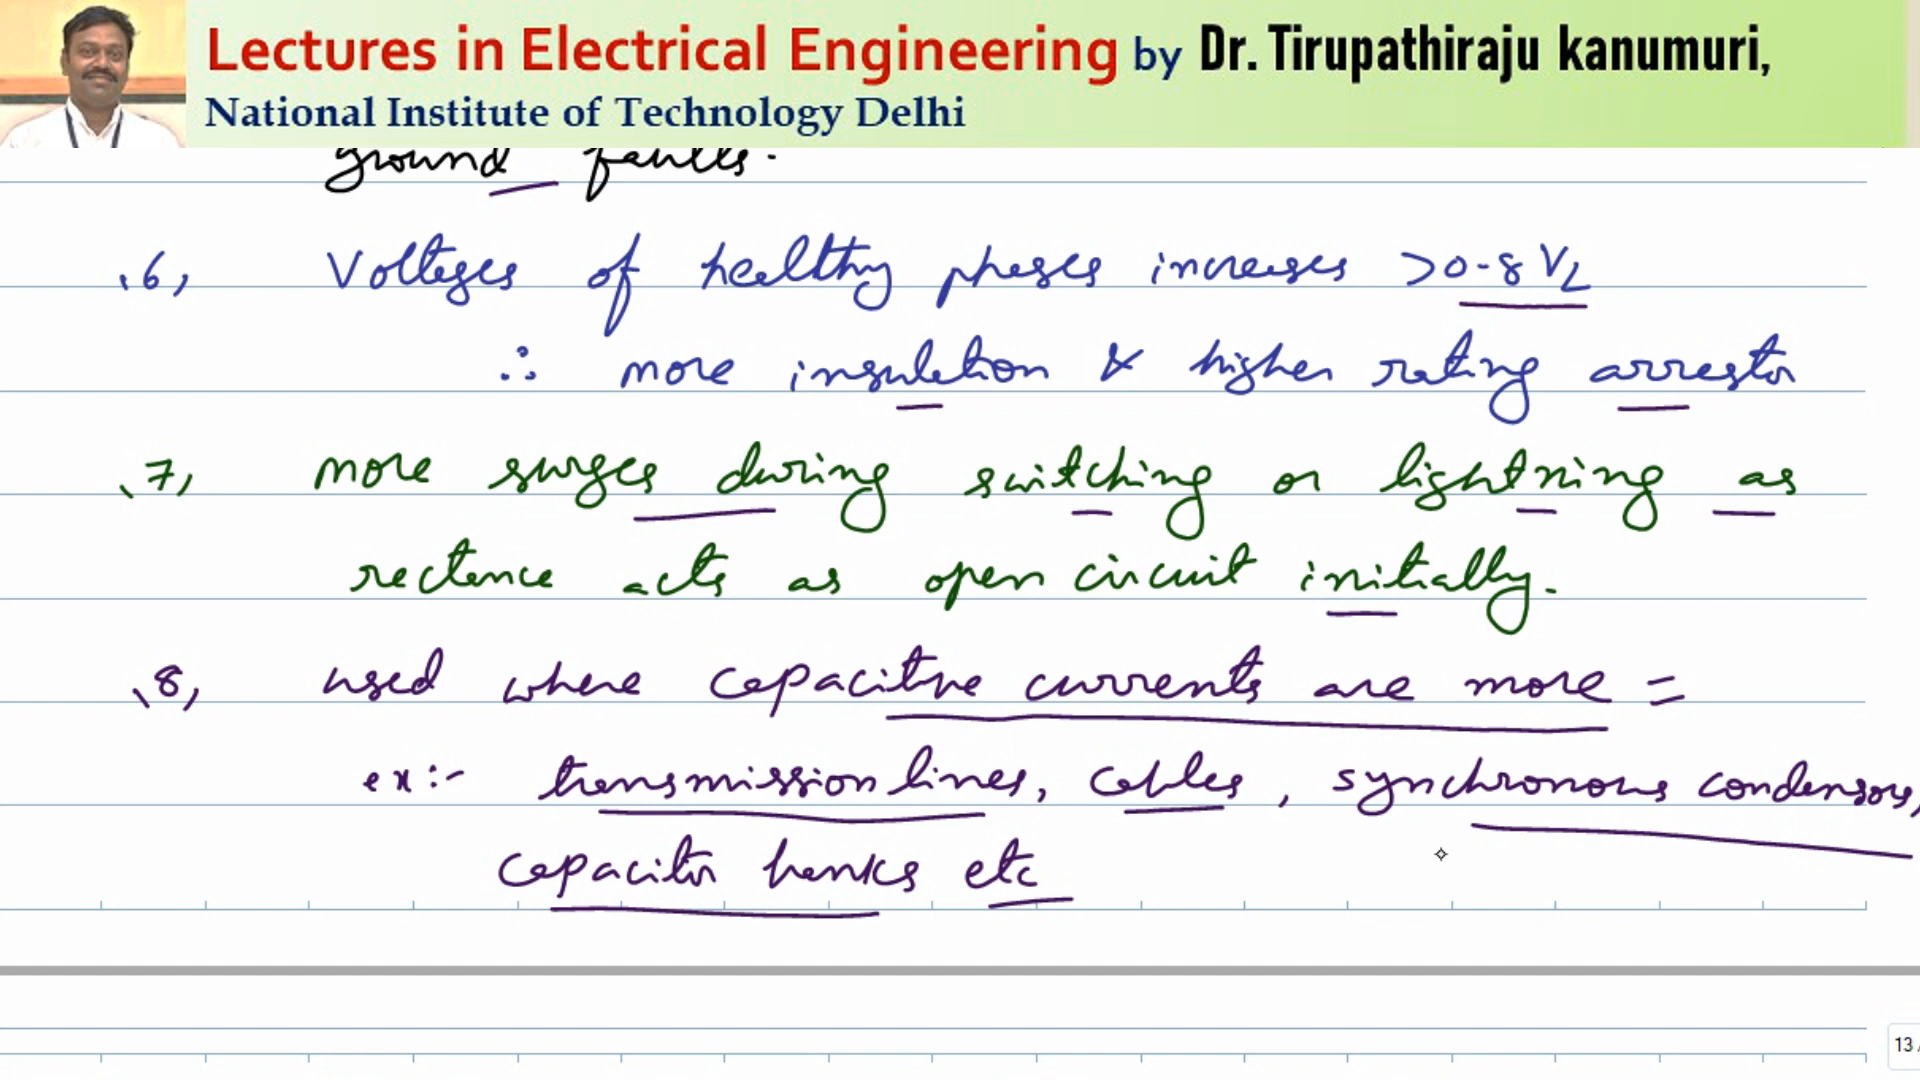 Lectures in Electrical Engineering by Dr. Tirupathiraju kanumuri,
National Institute of Technology Delhi
ground faults.
6, Voltages of healthy phases increases >0.8 VL
∴ more insulation & higher rating arrestor
7, more surges during switching or lightning as
rectance acts as open circuit initially.
8, used where capacitive currents are more =
ex:- transmission lines, cables, synchronous condensors,
capacitor banks etc
13 /